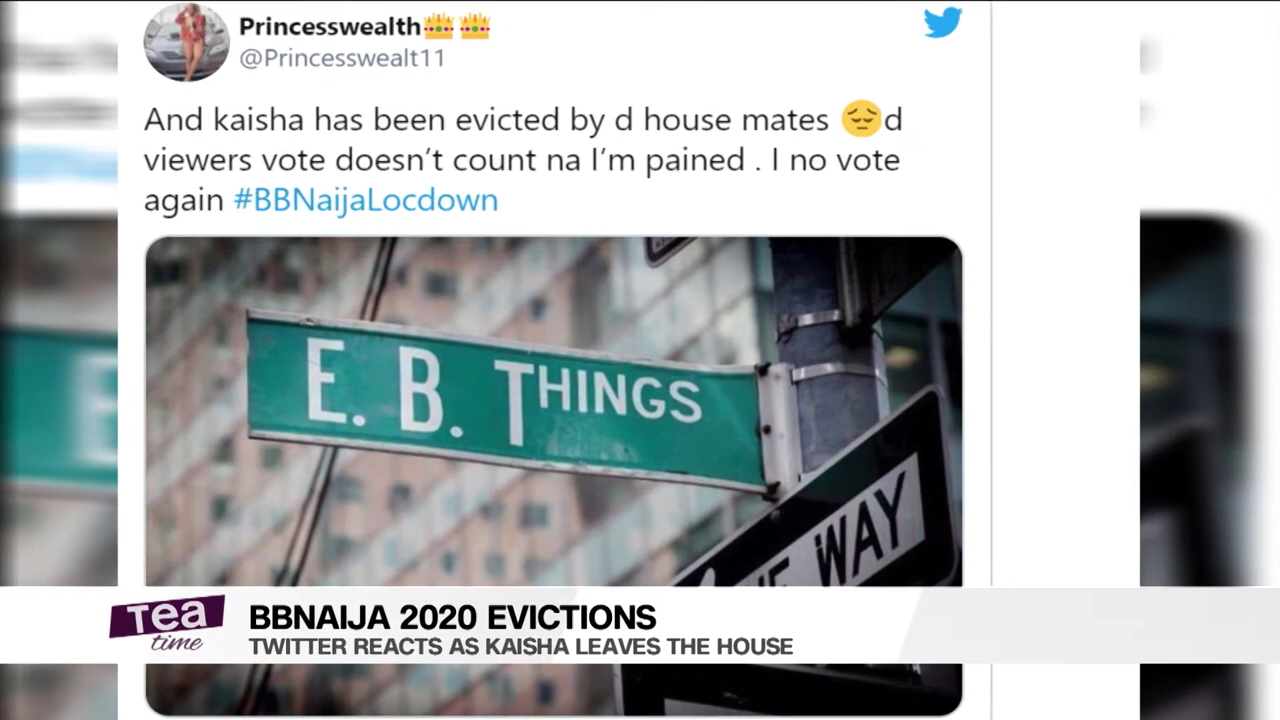 Princesswealth👑👑
@Princesswealt11
And kaisha has been evicted by d house mates 😔d
viewers vote doesn't count na I'm pained . I no vote
again #BBNaijaLocdown
E. B. THINGS
WAY
Tea
time
BBNAIJA 2020 EVICTIONS
TWITTER REACTS AS KAISHA LEAVES THE HOUSE